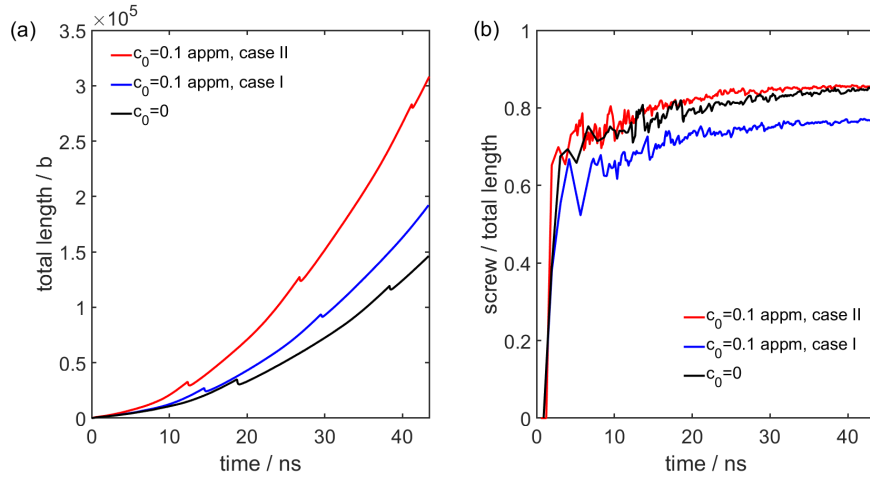 (a)
×10⁵
3.5
3
2.5
2
1.5
1
0.5
0
total length / b
c₀=0.1 appm, case II
c₀=0.1 appm, case I
c₀=0
0 10 20 30 40
time / ns
(b)
1
0.8
0.6
0.4
0.2
0
screw / total length
c₀=0.1 appm, case II
c₀=0.1 appm, case I
c₀=0
0 10 20 30 40
time / ns